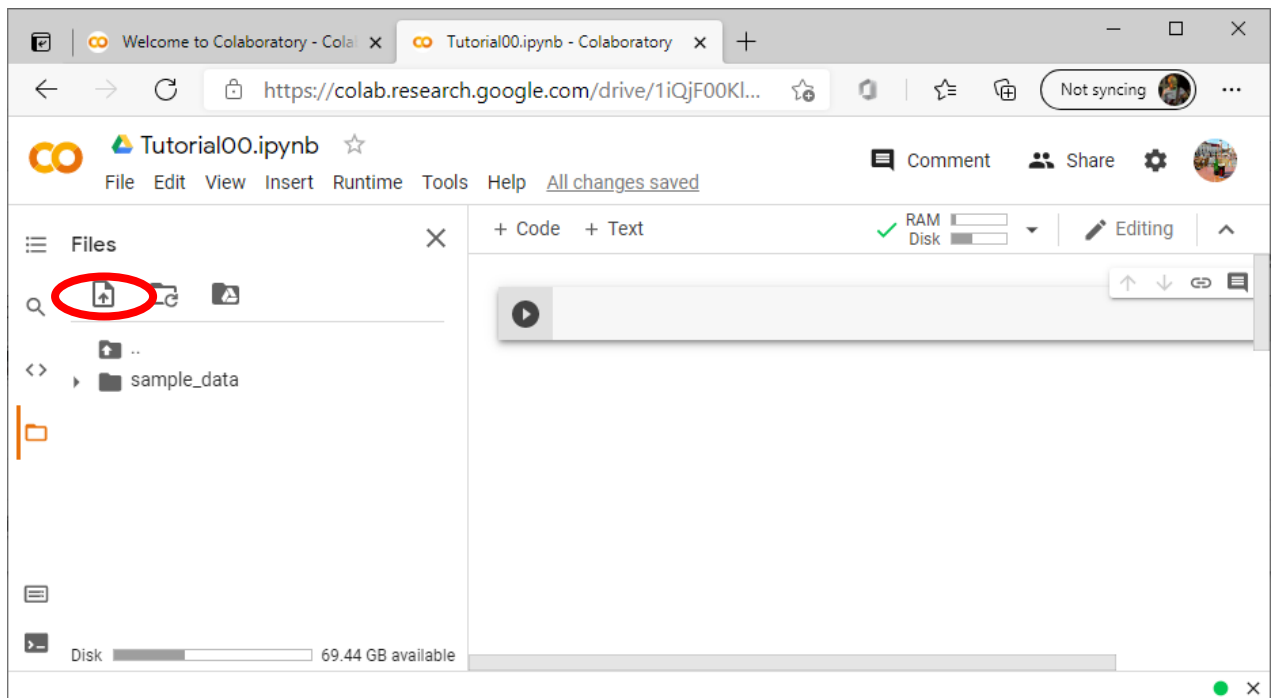 Welcome to Colaboratory - Cola
Tutorial00.ipynb - Colaboratory
https://colab.research.google.com/drive/1iQjF00Kl...
Not syncing
Tutorial00.ipynb
Comment
Share
File Edit View Insert Runtime Tools Help All changes saved
Files
+ Code + Text
RAM
Disk
Editing
..
sample_data
Disk
69.44 GB available